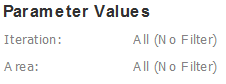 Parameter Values
Iteration: All (No Filter)
Area: All (No Filter)